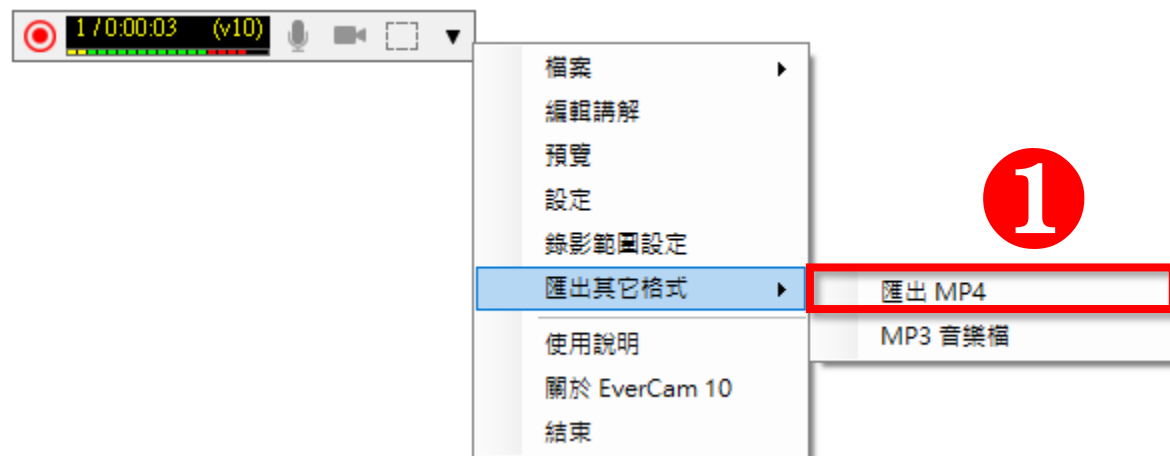 1 / 0:00:03 (v10)
檔案
編輯講解
預覽
設定
錄影範圍設定
匯出其它格式
使用說明
關於 EverCam 10
結束
1
匯出 MP4
MP3 音樂檔